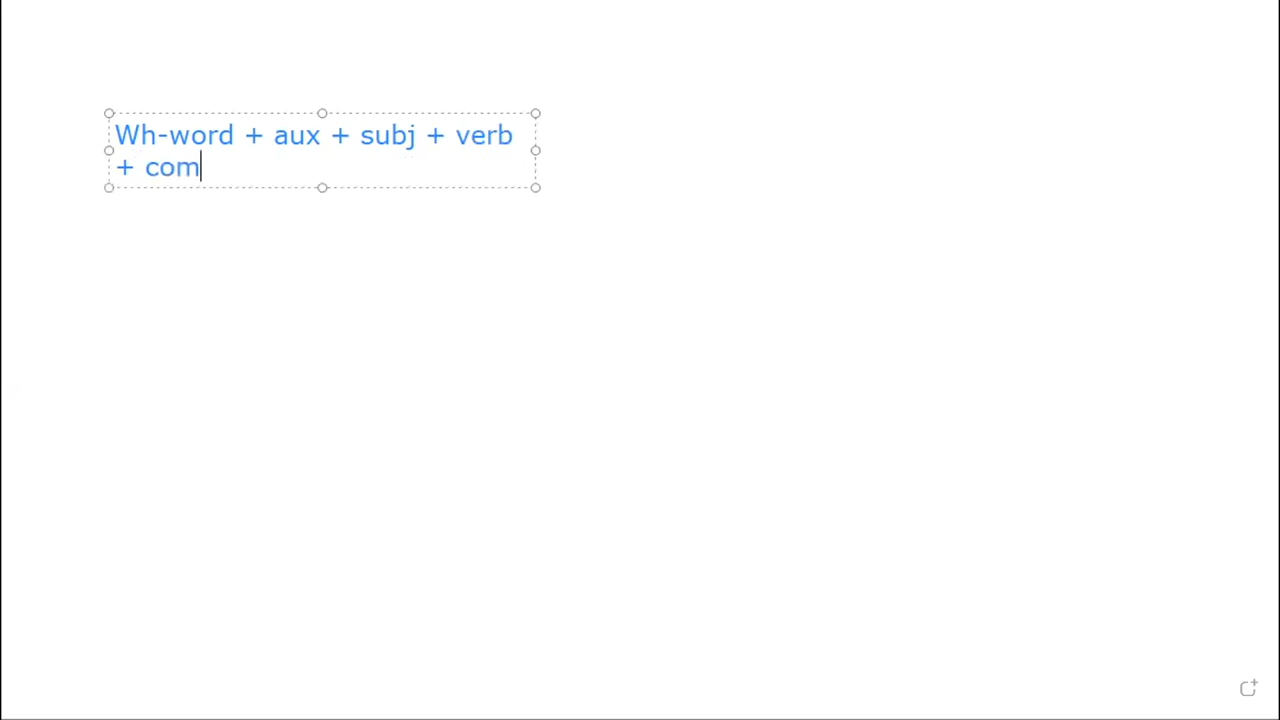 Wh-word + aux + subj + verb
+ com